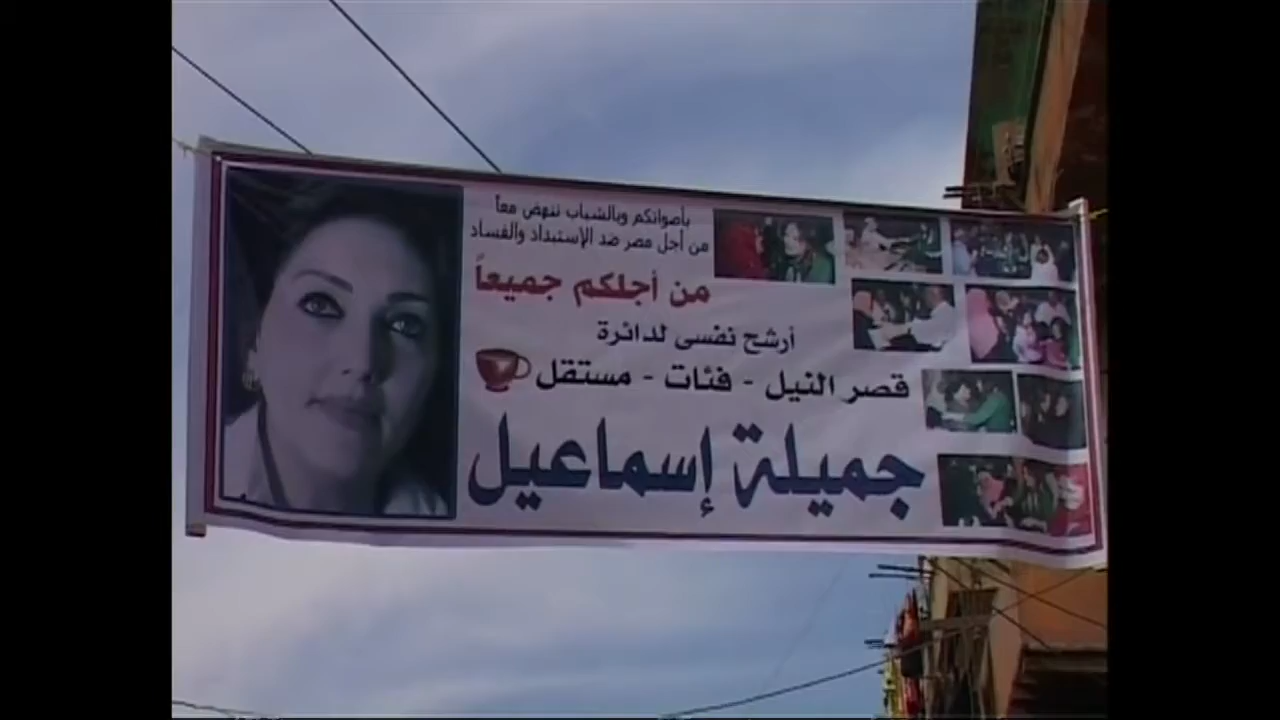 بأصواتكم وبالشباب ننهض معاً
من أجل مصر ضد الإستبداد والفساد
من أجلكم جميعاً
أرشح نفسى لدائرة
قصر النيل - فئات - مستقل
جميلة إسماعيل